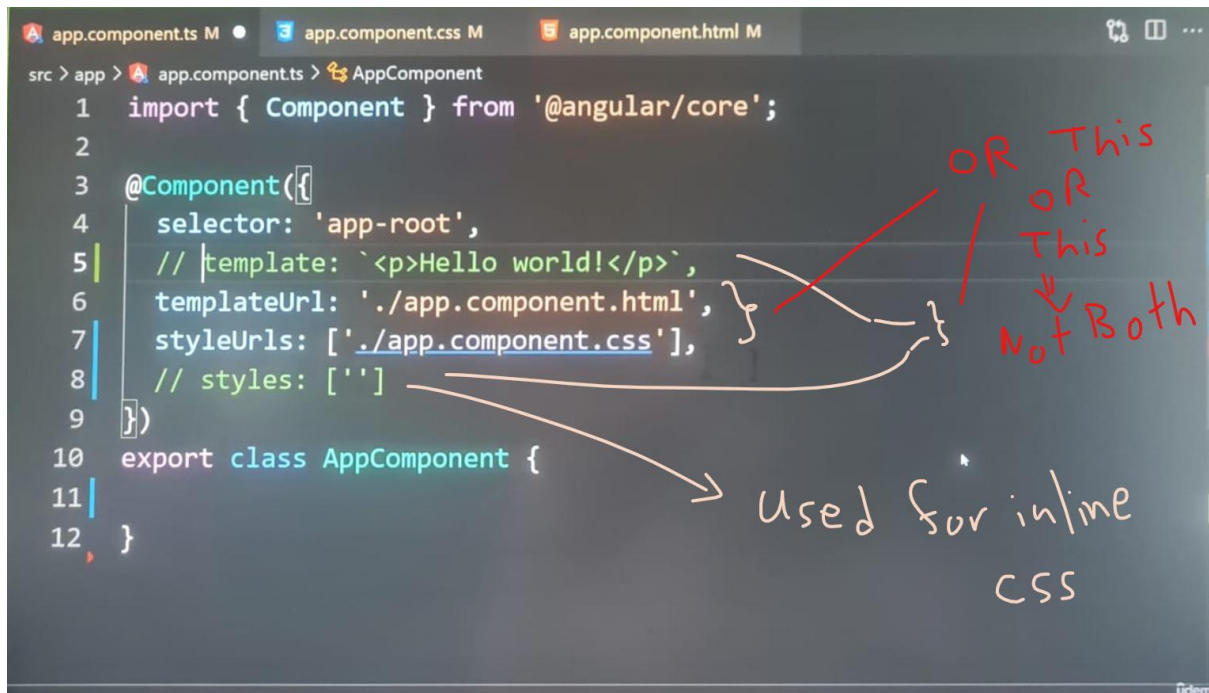 app.component.ts M
app.component.css M
app.component.html M
src > app > app.component.ts > AppComponent
1 import { Component } from '@angular/core';
2
3 @Component({
4 selector: 'app-root',
5 // template: `<p>Hello world!</p>`,
6 templateUrl: './app.component.html',
7 styleUrls: ['./app.component.css'],
8 // styles: ['']
9 })
10 export class AppComponent {
11
12 }
OR This
OR
This
Not Both
Used for inline
css